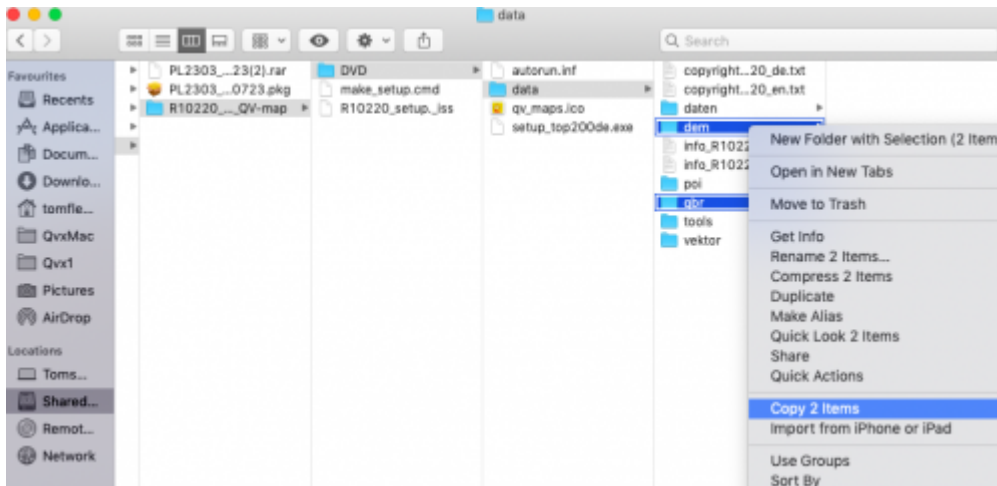 data
Search
Favourites
Recents
Applica...
Docum...
Downlo...
tomfle...
QvxMac
Qvx1
Pictures
AirDrop
Locations
Toms...
Shared...
Remot...
Network
PL2303_...23(2).rar
PL2303_...0723.pkg
R10220_..._QV-map
DVD
make_setup.cmd
R10220_setup._iss
autorun.inf
data
qv_maps.ico
setup_top200de.exe
copyright...20_de.txt
copyright...20_en.txt
daten
dem
info_R1022
info_R1022
poi
qbr
tools
vektor
New Folder with Selection (2 Item
Open in New Tabs
Move to Trash
Get Info
Rename 2 Items...
Compress 2 Items
Duplicate
Make Alias
Quick Look 2 Items
Share
Quick Actions
Copy 2 Items
Import from iPhone or iPad
Use Groups
Sort By